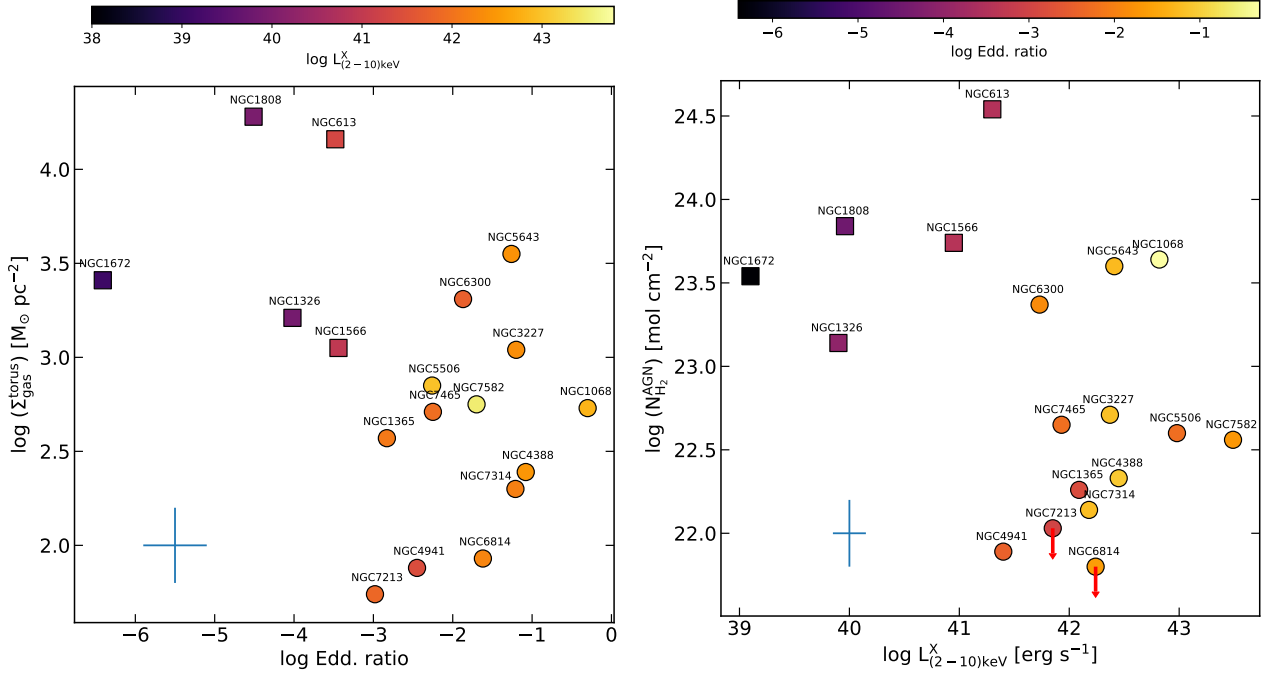 38 39 40 41 42 43
log L^X_(2−10)keV
NGC1808
NGC613
NGC5643
NGC1672
NGC6300
NGC1326
NGC1566
NGC3227
NGC5506
NGC7465
NGC7582
NGC1068
NGC1365
NGC4388
NGC7314
NGC6814
NGC4941
NGC7213
4.0
3.5
3.0
2.5
2.0
log (Σ^torus_gas) [M⊙ pc⁻²]
−6 −5 −4 −3 −2 −1 0
log Edd. ratio
−6 −5 −4 −3 −2 −1
log Edd. ratio
NGC613
NGC1808
NGC1566
NGC1672
NGC5643
NGC1068
NGC6300
NGC1326
NGC3227
NGC7465
NGC5506
NGC7582
NGC4388
NGC1365
NGC7314
NGC7213
NGC4941
NGC6814
24.5
24.0
23.5
23.0
22.5
22.0
log (N^AGN_H₂) [mol cm⁻²]
39 40 41 42 43
log L^X_(2−10)keV [erg s⁻¹]